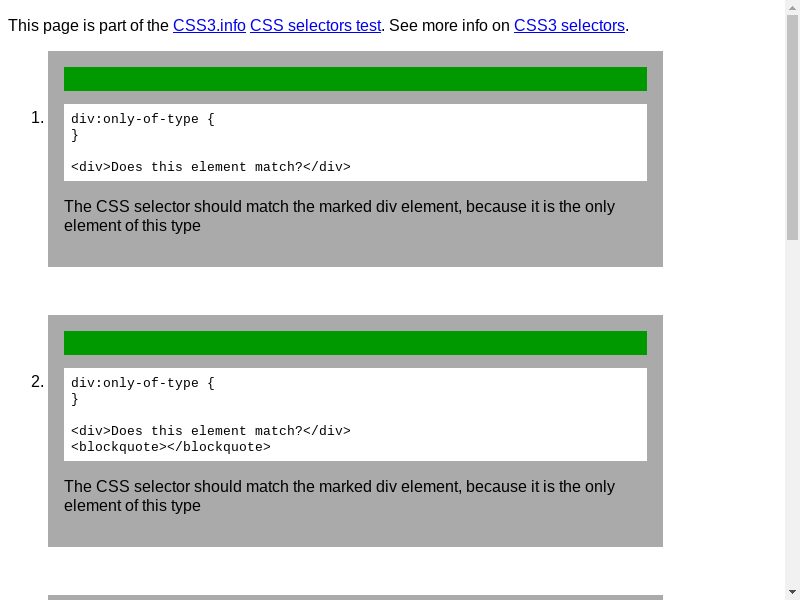 This page is part of the CSS3.info CSS selectors test. See more info on CSS3 selectors.
1.
div:only-of-type {
}
<div>Does this element match?</div>
The CSS selector should match the marked div element, because it is the only
element of this type
2.
div:only-of-type {
}
<div>Does this element match?</div>
<blockquote></blockquote>
The CSS selector should match the marked div element, because it is the only
element of this type